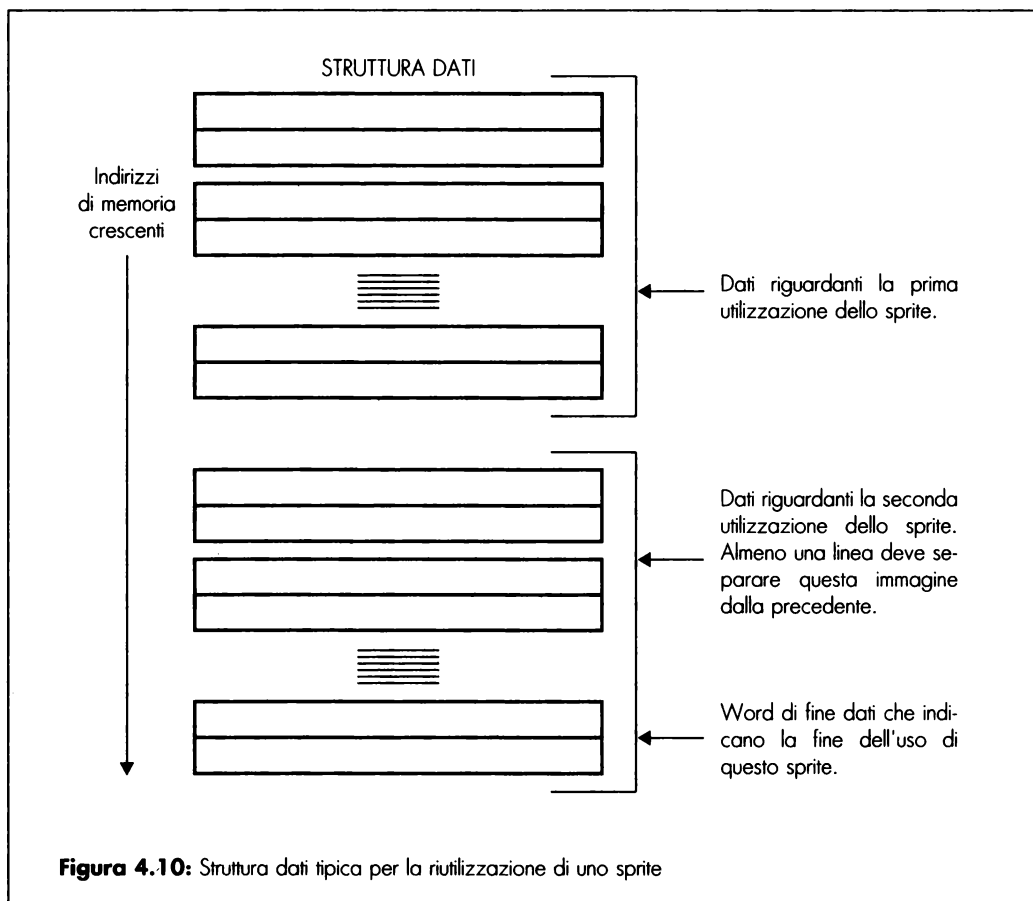 STRUTTURA DATI
Indirizzi
di memoria
crescenti
Dati riguardanti la prima
utilizzazione dello sprite.
Dati riguardanti la seconda
utilizzazione dello sprite.
Almeno una linea deve se-
parare questa immagine
dalla precedente.
Word di fine dati che indi-
cano la fine dell'uso di
questo sprite.
Figura 4.10: Struttura dati tipica per la riutilizzazione di uno sprite